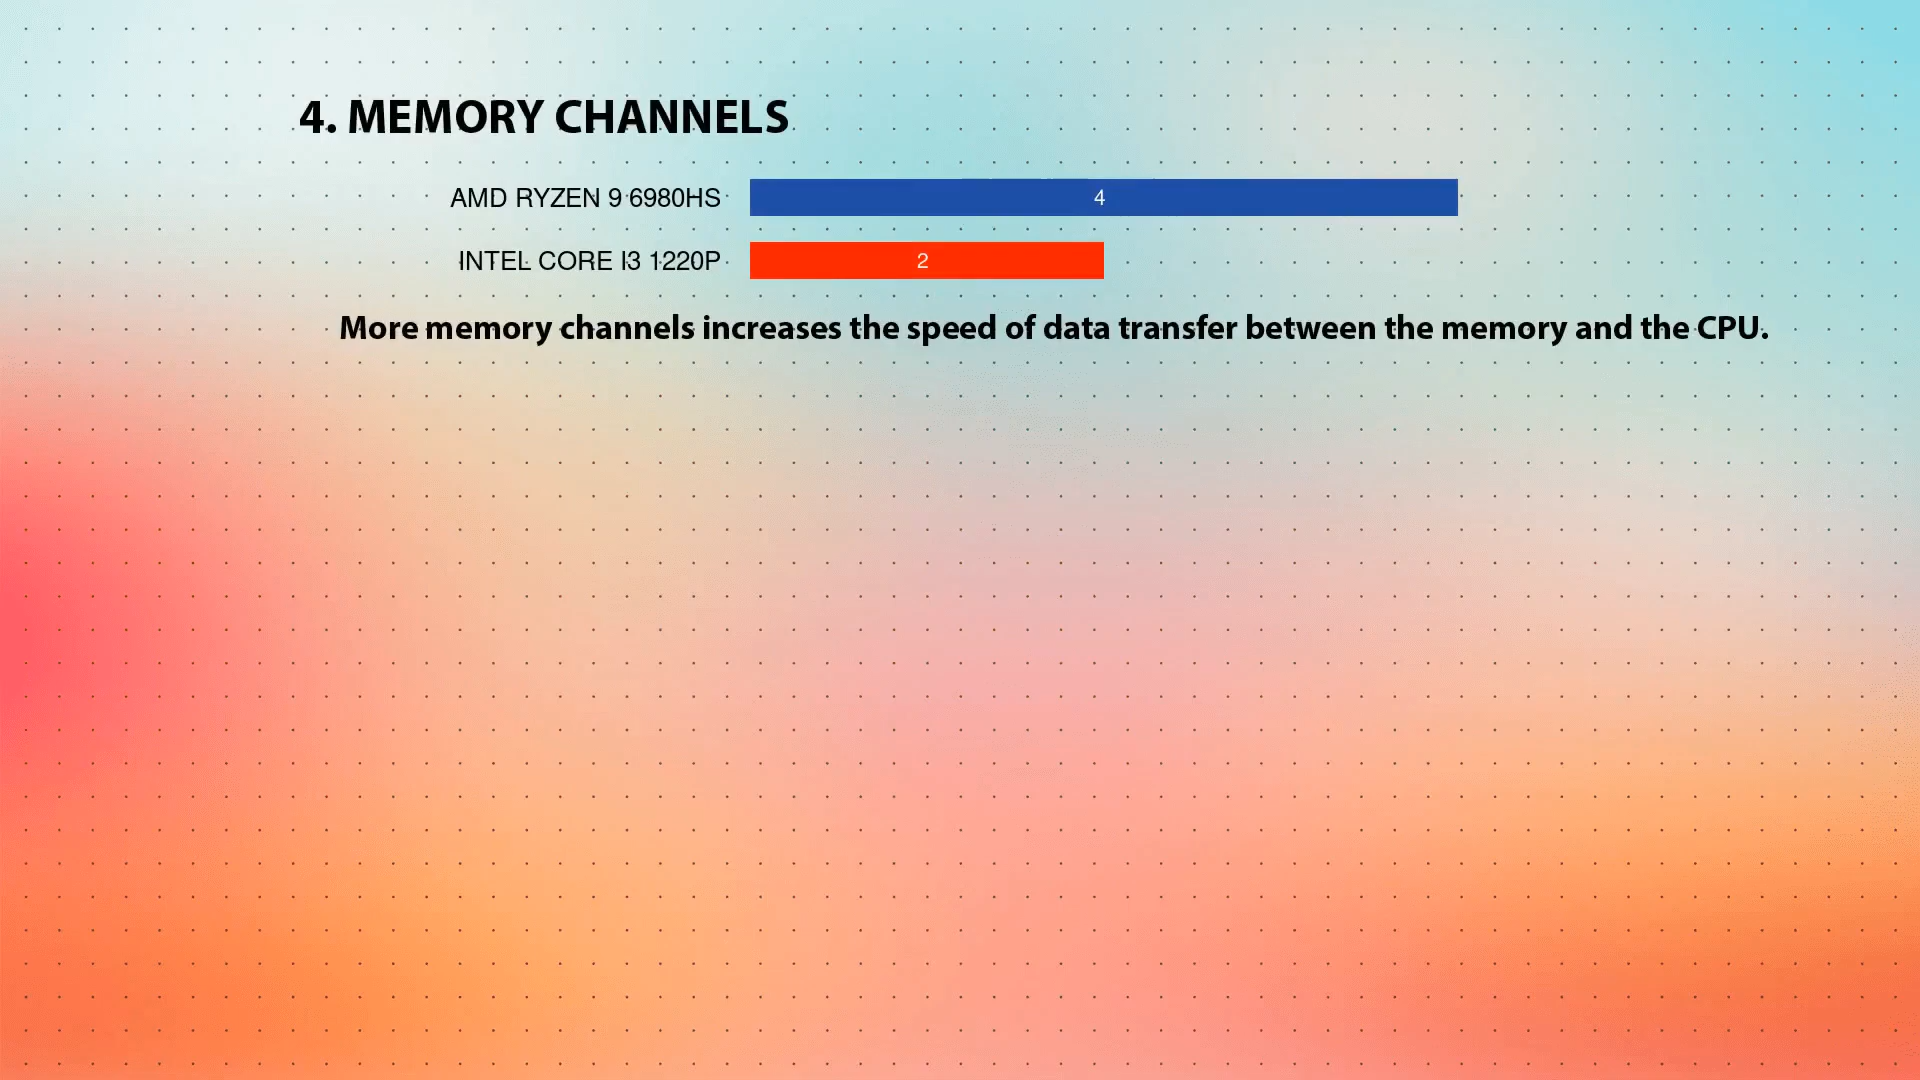 4. MEMORY CHANNELS
AMD RYZEN 9 6980HS
4
INTEL CORE I3 1220P
2
More memory channels increases the speed of data transfer between the memory and the CPU.